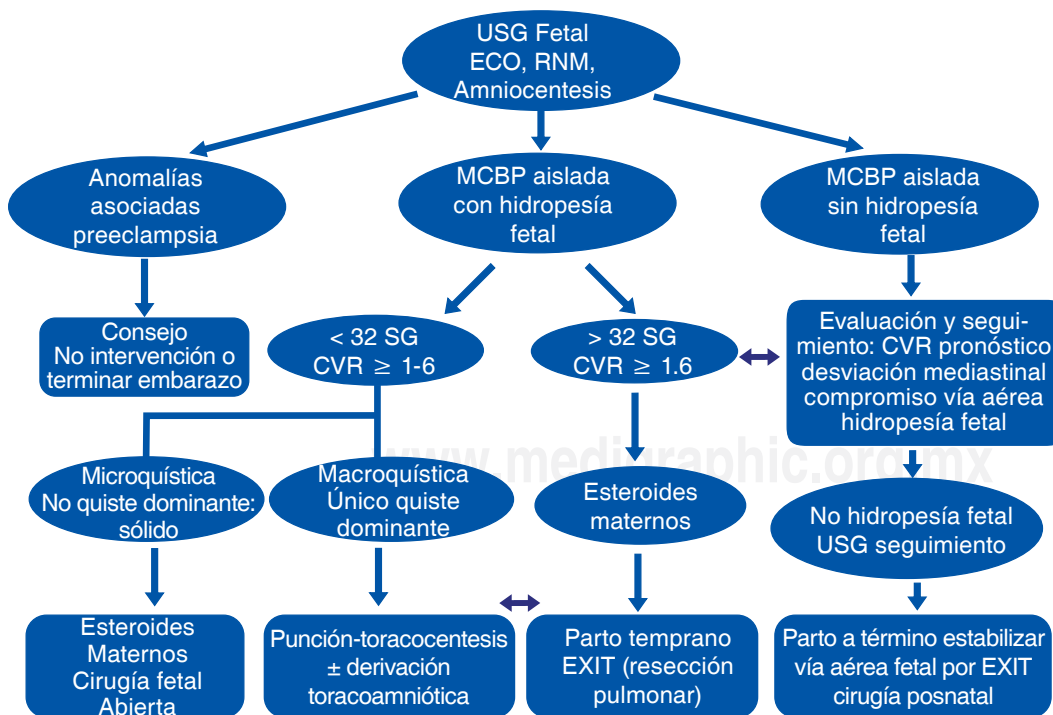 USG Fetal
ECO, RNM,
Amniocentesis
Anomalías
asociadas
preeclampsia
MCBP aislada
con hidropesía
fetal
MCBP aislada
sin hidropesía
fetal
Consejo
No intervención o
terminar embarazo
< 32 SG
CVR ≥ 1-6
> 32 SG
CVR ≥ 1.6
Evaluación y segui-
miento: CVR pronóstico
desviación mediastinal
compromiso vía aérea
hidropesía fetal
www.medigraphic.org.mx
Microquística
No quiste dominante:
sólido
Macroquística
Único quiste
dominante
Esteroides
maternos
No hidropesía fetal
USG seguimiento
Esteroides
Maternos
Cirugía fetal
Abierta
Punción-toracocentesis
± derivación
toracoamniótica
Parto temprano
EXIT (resección
pulmonar)
Parto a término estabilizar
vía aérea fetal por EXIT
cirugía posnatal